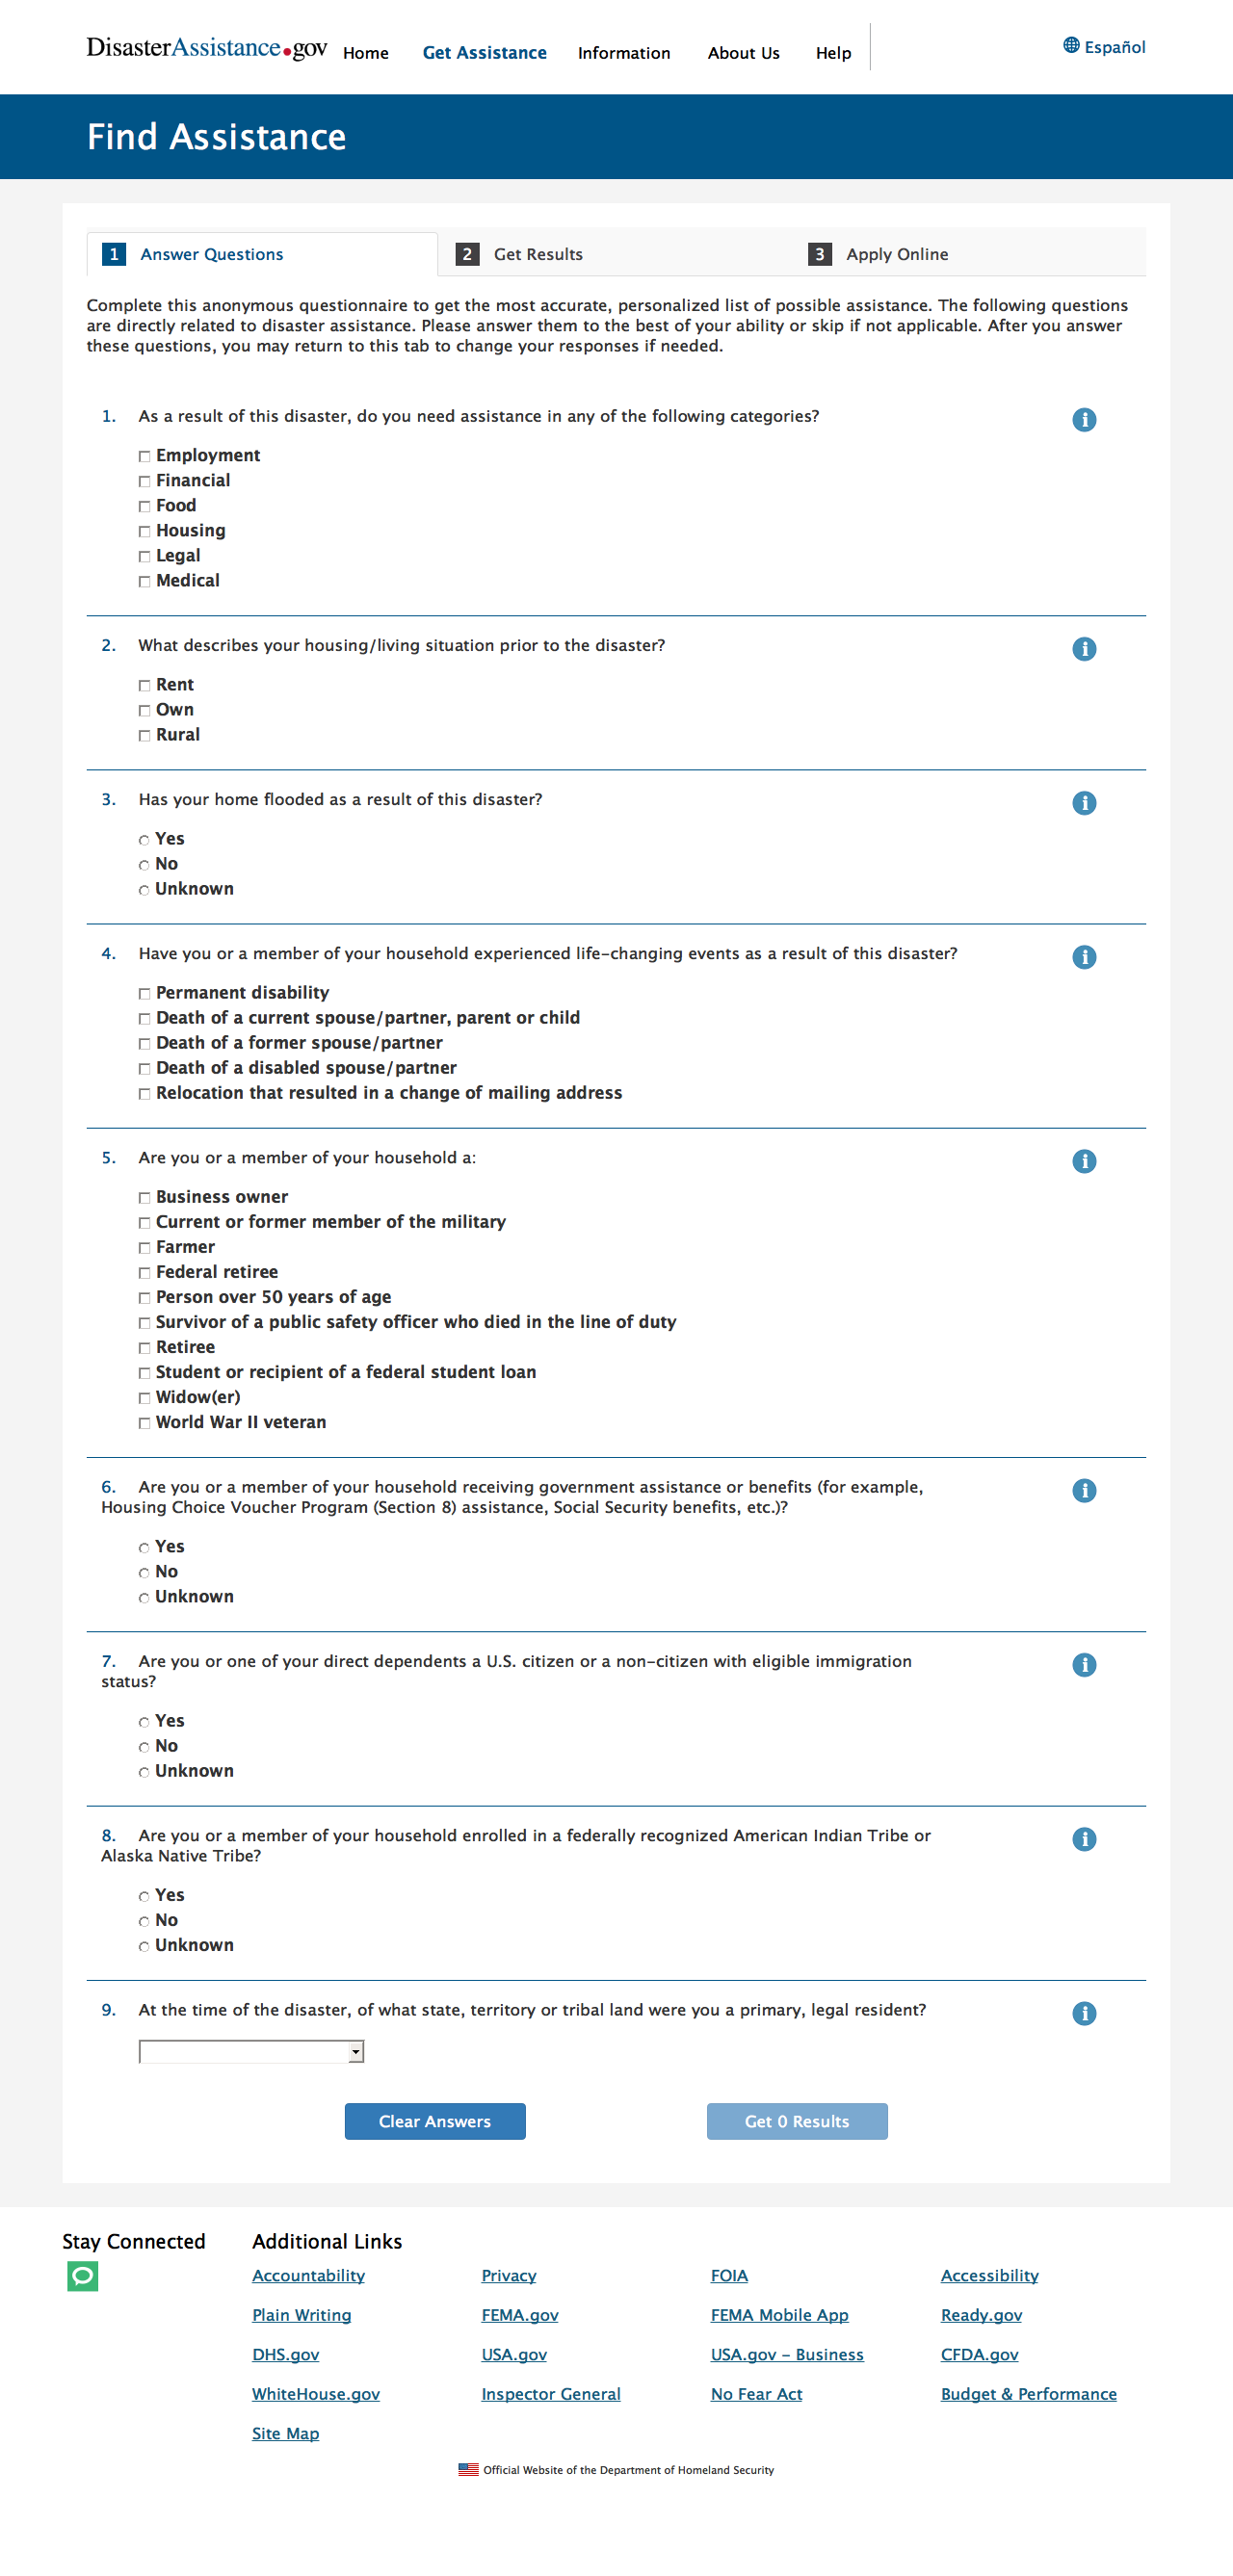 DisasterAssistance.gov Home Get Assistance Information About Us Help Español
Find Assistance
1 Answer Questions 2 Get Results 3 Apply Online
Complete this anonymous questionnaire to get the most accurate, personalized list of possible assistance. The following questions
are directly related to disaster assistance. Please answer them to the best of your ability or skip if not applicable. After you answer
these questions, you may return to this tab to change your responses if needed.
1. As a result of this disaster, do you need assistance in any of the following categories?
Employment
Financial
Food
Housing
Legal
Medical
2. What describes your housing/living situation prior to the disaster?
Rent
Own
Rural
3. Has your home flooded as a result of this disaster?
Yes
No
Unknown
4. Have you or a member of your household experienced life-changing events as a result of this disaster?
Permanent disability
Death of a current spouse/partner, parent or child
Death of a former spouse/partner
Death of a disabled spouse/partner
Relocation that resulted in a change of mailing address
5. Are you or a member of your household a:
Business owner
Current or former member of the military
Farmer
Federal retiree
Person over 50 years of age
Survivor of a public safety officer who died in the line of duty
Retiree
Student or recipient of a federal student loan
Widow(er)
World War II veteran
6. Are you or a member of your household receiving government assistance or benefits (for example,
Housing Choice Voucher Program (Section 8) assistance, Social Security benefits, etc.)?
Yes
No
Unknown
7. Are you or one of your direct dependents a U.S. citizen or a non-citizen with eligible immigration
status?
Yes
No
Unknown
8. Are you or a member of your household enrolled in a federally recognized American Indian Tribe or
Alaska Native Tribe?
Yes
No
Unknown
9. At the time of the disaster, of what state, territory or tribal land were you a primary, legal resident?
Clear Answers Get 0 Results
Stay Connected Additional Links
Accountability Privacy FOIA Accessibility
Plain Writing FEMA.gov FEMA Mobile App Ready.gov
DHS.gov USA.gov USA.gov - Business CFDA.gov
WhiteHouse.gov Inspector General No Fear Act Budget & Performance
Site Map
Official Website of the Department of Homeland Security